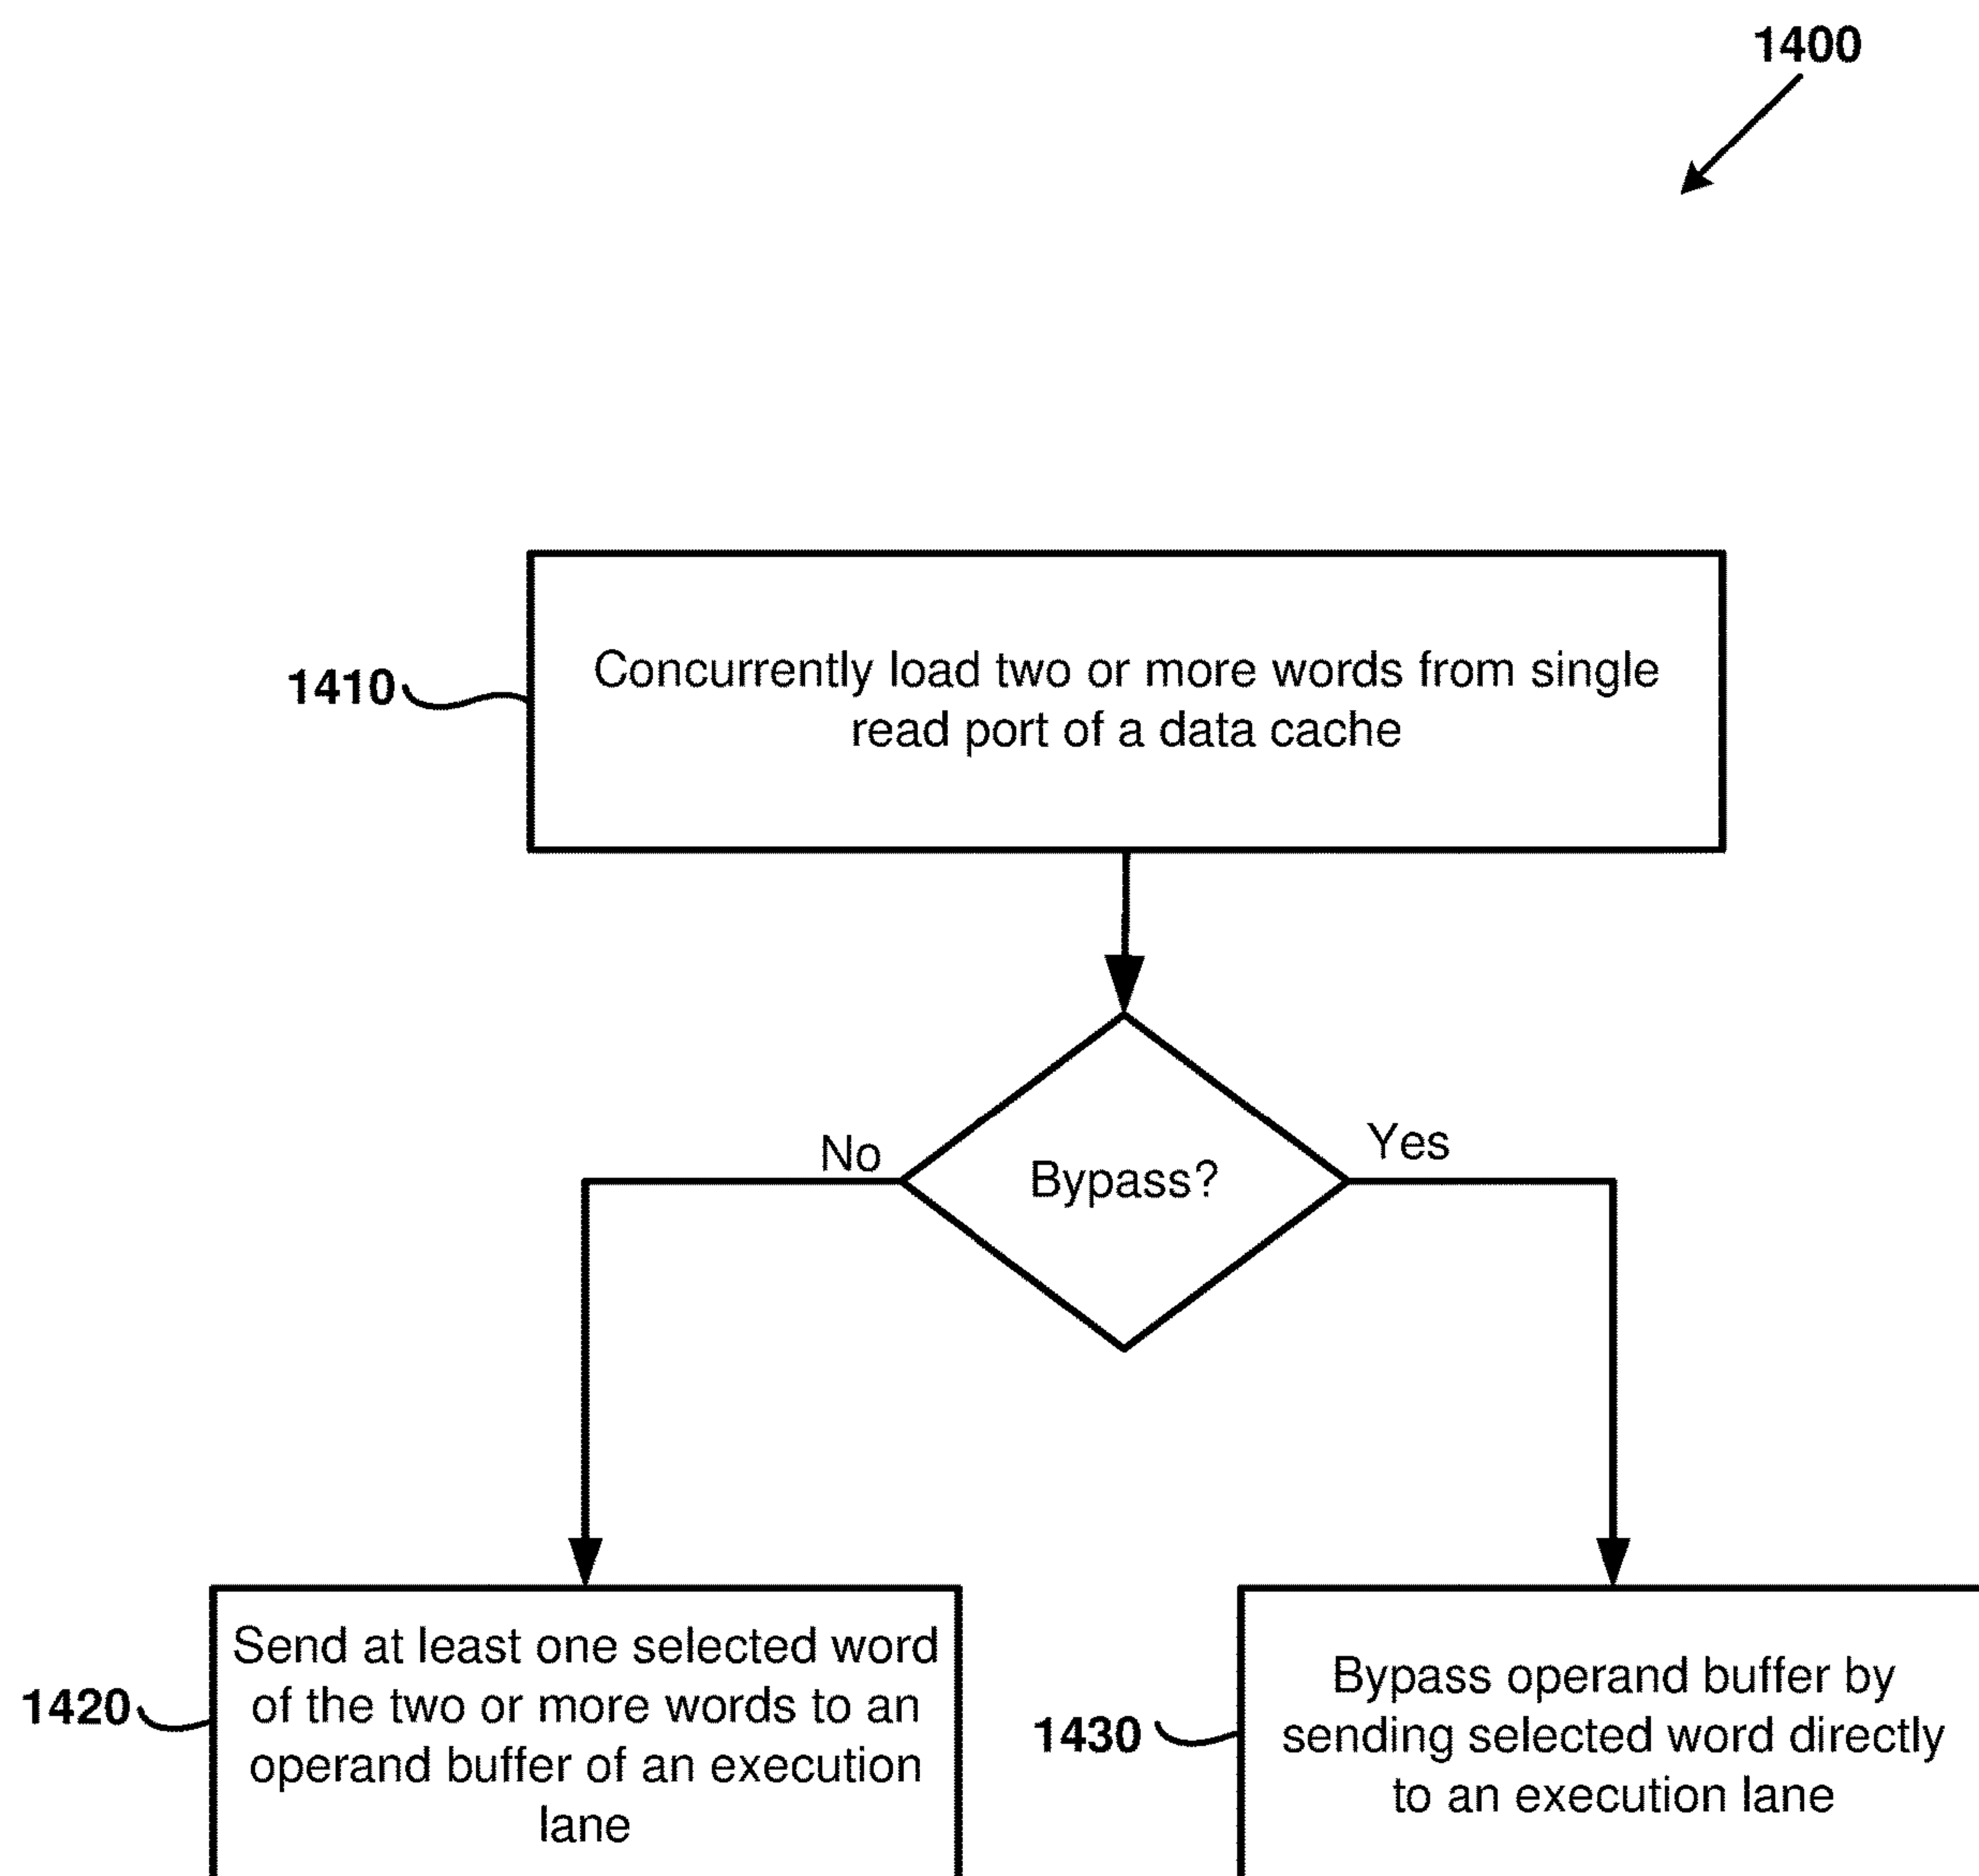 1400
1410
Concurrently load two or more words from single
read port of a data cache
No
Bypass?
Yes
1420
Send at least one selected word
of the two or more words to an
operand buffer of an execution
lane
1430
Bypass operand buffer by
sending selected word directly
to an execution lane